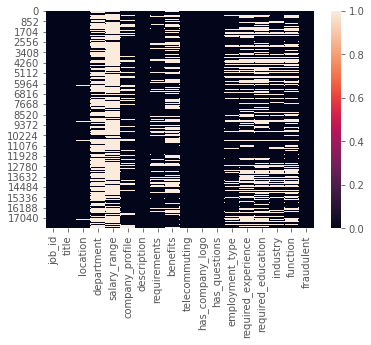 0
852
1704
2556
3408
4260
5112
5964
6816
7668
8520
9372
10224
11076
11928
12780
13632
14484
15336
16188
17040
1.0
0.8
0.6
0.4
0.2
0.0
job_id
title
location
department
salary_range
company_profile
description
requirements
benefits
telecommuting
has_company_logo
has_questions
employment_type
required_experience
required_education
industry
function
fraudulent